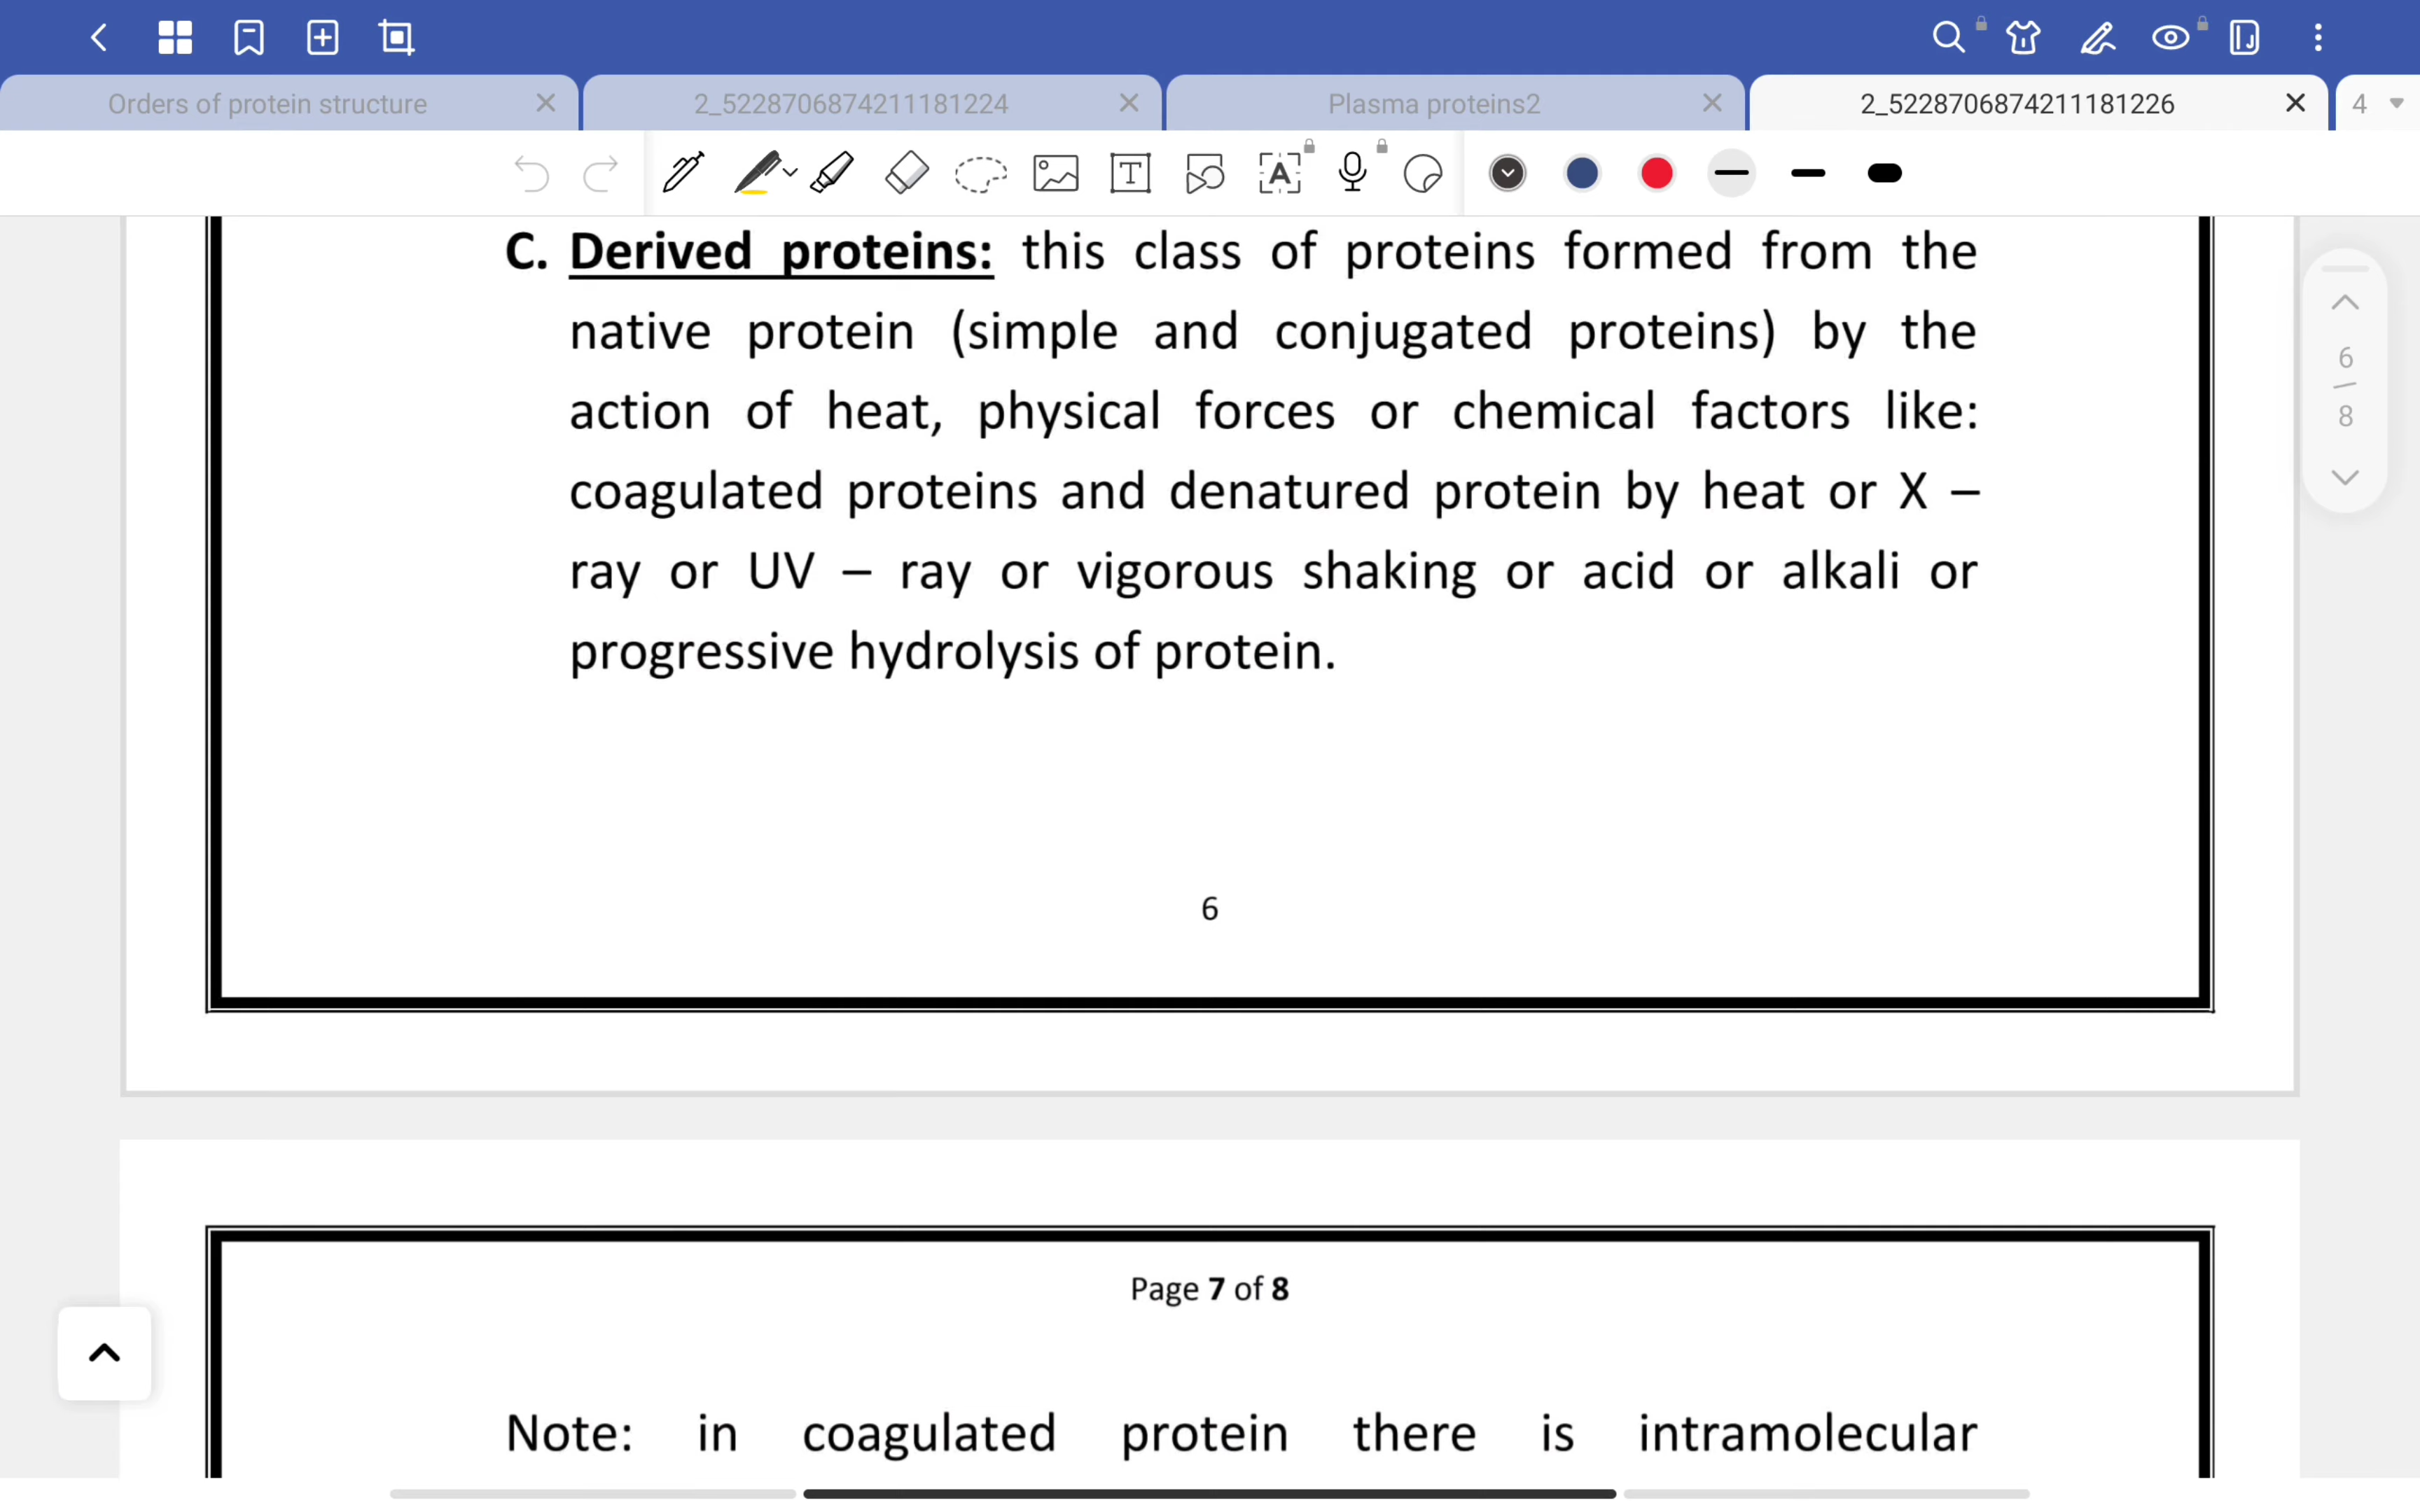 Orders of protein structure
2_5228706874211181224
Plasma proteins2
2_5228706874211181226
4
T
A
C. Derived proteins: this class of proteins formed from the
native protein (simple and conjugated proteins) by the
action of heat, physical forces or chemical factors like:
coagulated proteins and denatured protein by heat or X –
ray or UV – ray or vigorous shaking or acid or alkali or
progressive hydrolysis of protein.
6
8
6
Page 7 of 8
Note: in coagulated protein there is intramolecular